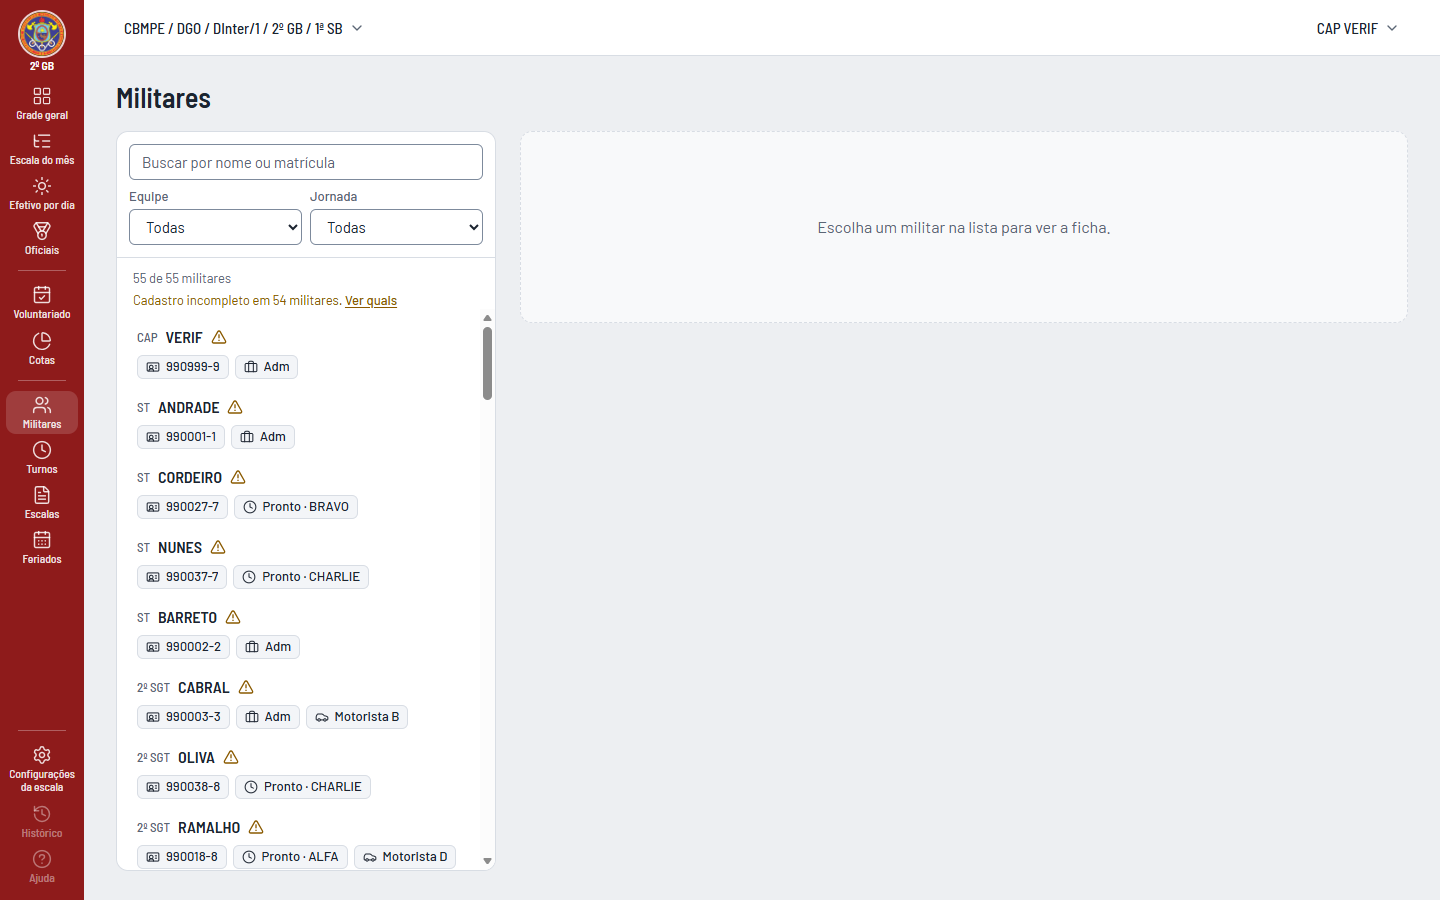 2º GB
Grade geral
Escala do mês
Efetivo por dia
Oficiais
Voluntariado
Cotas
Militares
Turnos
Escalas
Feriados
Configurações
da escala
Histórico
Ajuda
CBMPE / DGO / DInter/1 / 2º GB / 1ª SB
CAP VERIF
Militares
Buscar por nome ou matrícula
Equipe
Jornada
Todas
Todas
55 de 55 militares
Cadastro incompleto em 54 militares. Ver quais
CAP VERIF
990999-9
Adm
ST ANDRADE
990001-1
Adm
ST CORDEIRO
990027-7
Pronto · BRAVO
ST NUNES
990037-7
Pronto · CHARLIE
ST BARRETO
990002-2
Adm
2º SGT CABRAL
990003-3
Adm
Motorista B
2º SGT OLIVA
990038-8
Pronto · CHARLIE
2º SGT RAMALHO
990018-8
Pronto · ALFA
Motorista D
Escolha um militar na lista para ver a ficha.